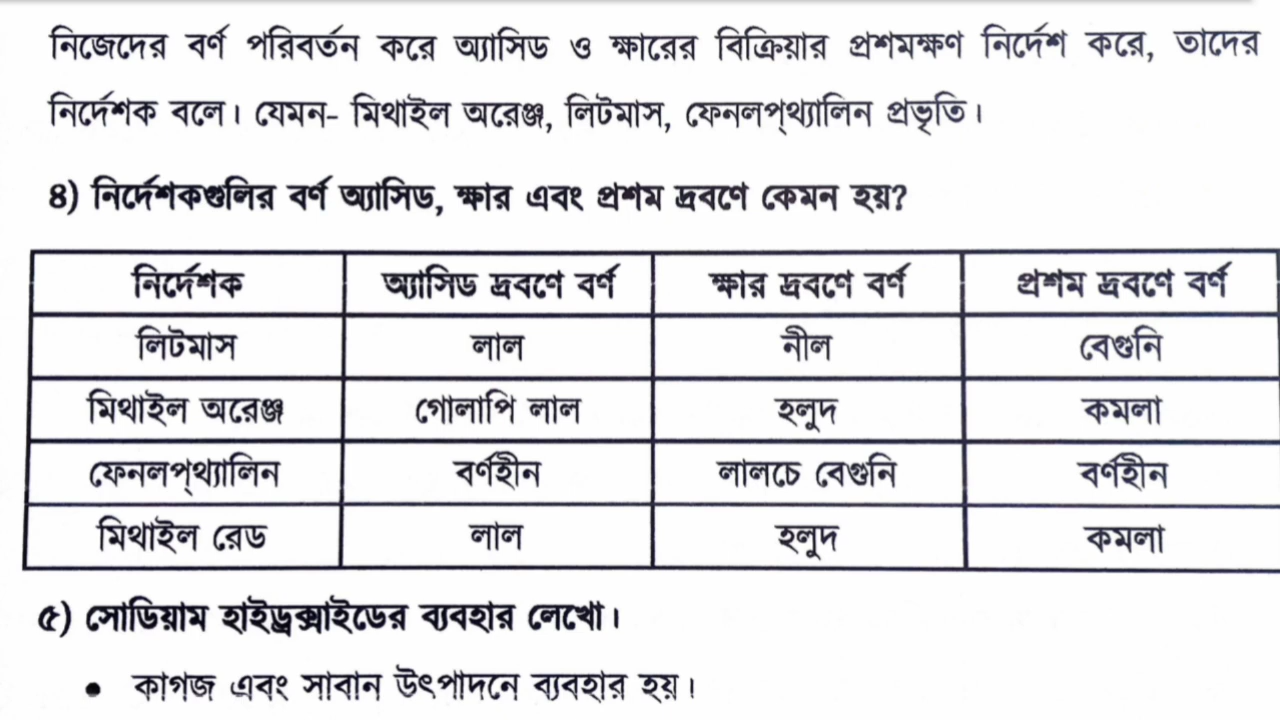 নিজেদের বর্ণ পরিবর্তন করে অ্যাসিড ও ক্ষারের বিক্রিয়ার প্রশমক্ষণ নির্দেশ করে, তাদের
নির্দেশক বলে। যেমন- মিথাইল অরেঞ্জ, লিটমাস, ফেনলপ্‌থ্যালিন প্রভৃতি।
৪) নির্দেশকগুলির বর্ণ অ্যাসিড, ক্ষার এবং প্রশম দ্রবণে কেমন হয়?
নির্দেশক অ্যাসিড দ্রবণে বর্ণ ক্ষার দ্রবণে বর্ণ প্রশম দ্রবণে বর্ণ
লিটমাস লাল নীল বেগুনি
মিথাইল অরেঞ্জ গোলাপি লাল হলুদ কমলা
ফেনলপ্‌থ্যালিন বর্ণহীন লালচে বেগুনি বর্ণহীন
মিথাইল রেড লাল হলুদ কমলা
৫) সোডিয়াম হাইড্রক্সাইডের ব্যবহার লেখো।
• কাগজ এবং সাবান উৎপাদনে ব্যবহার হয়।